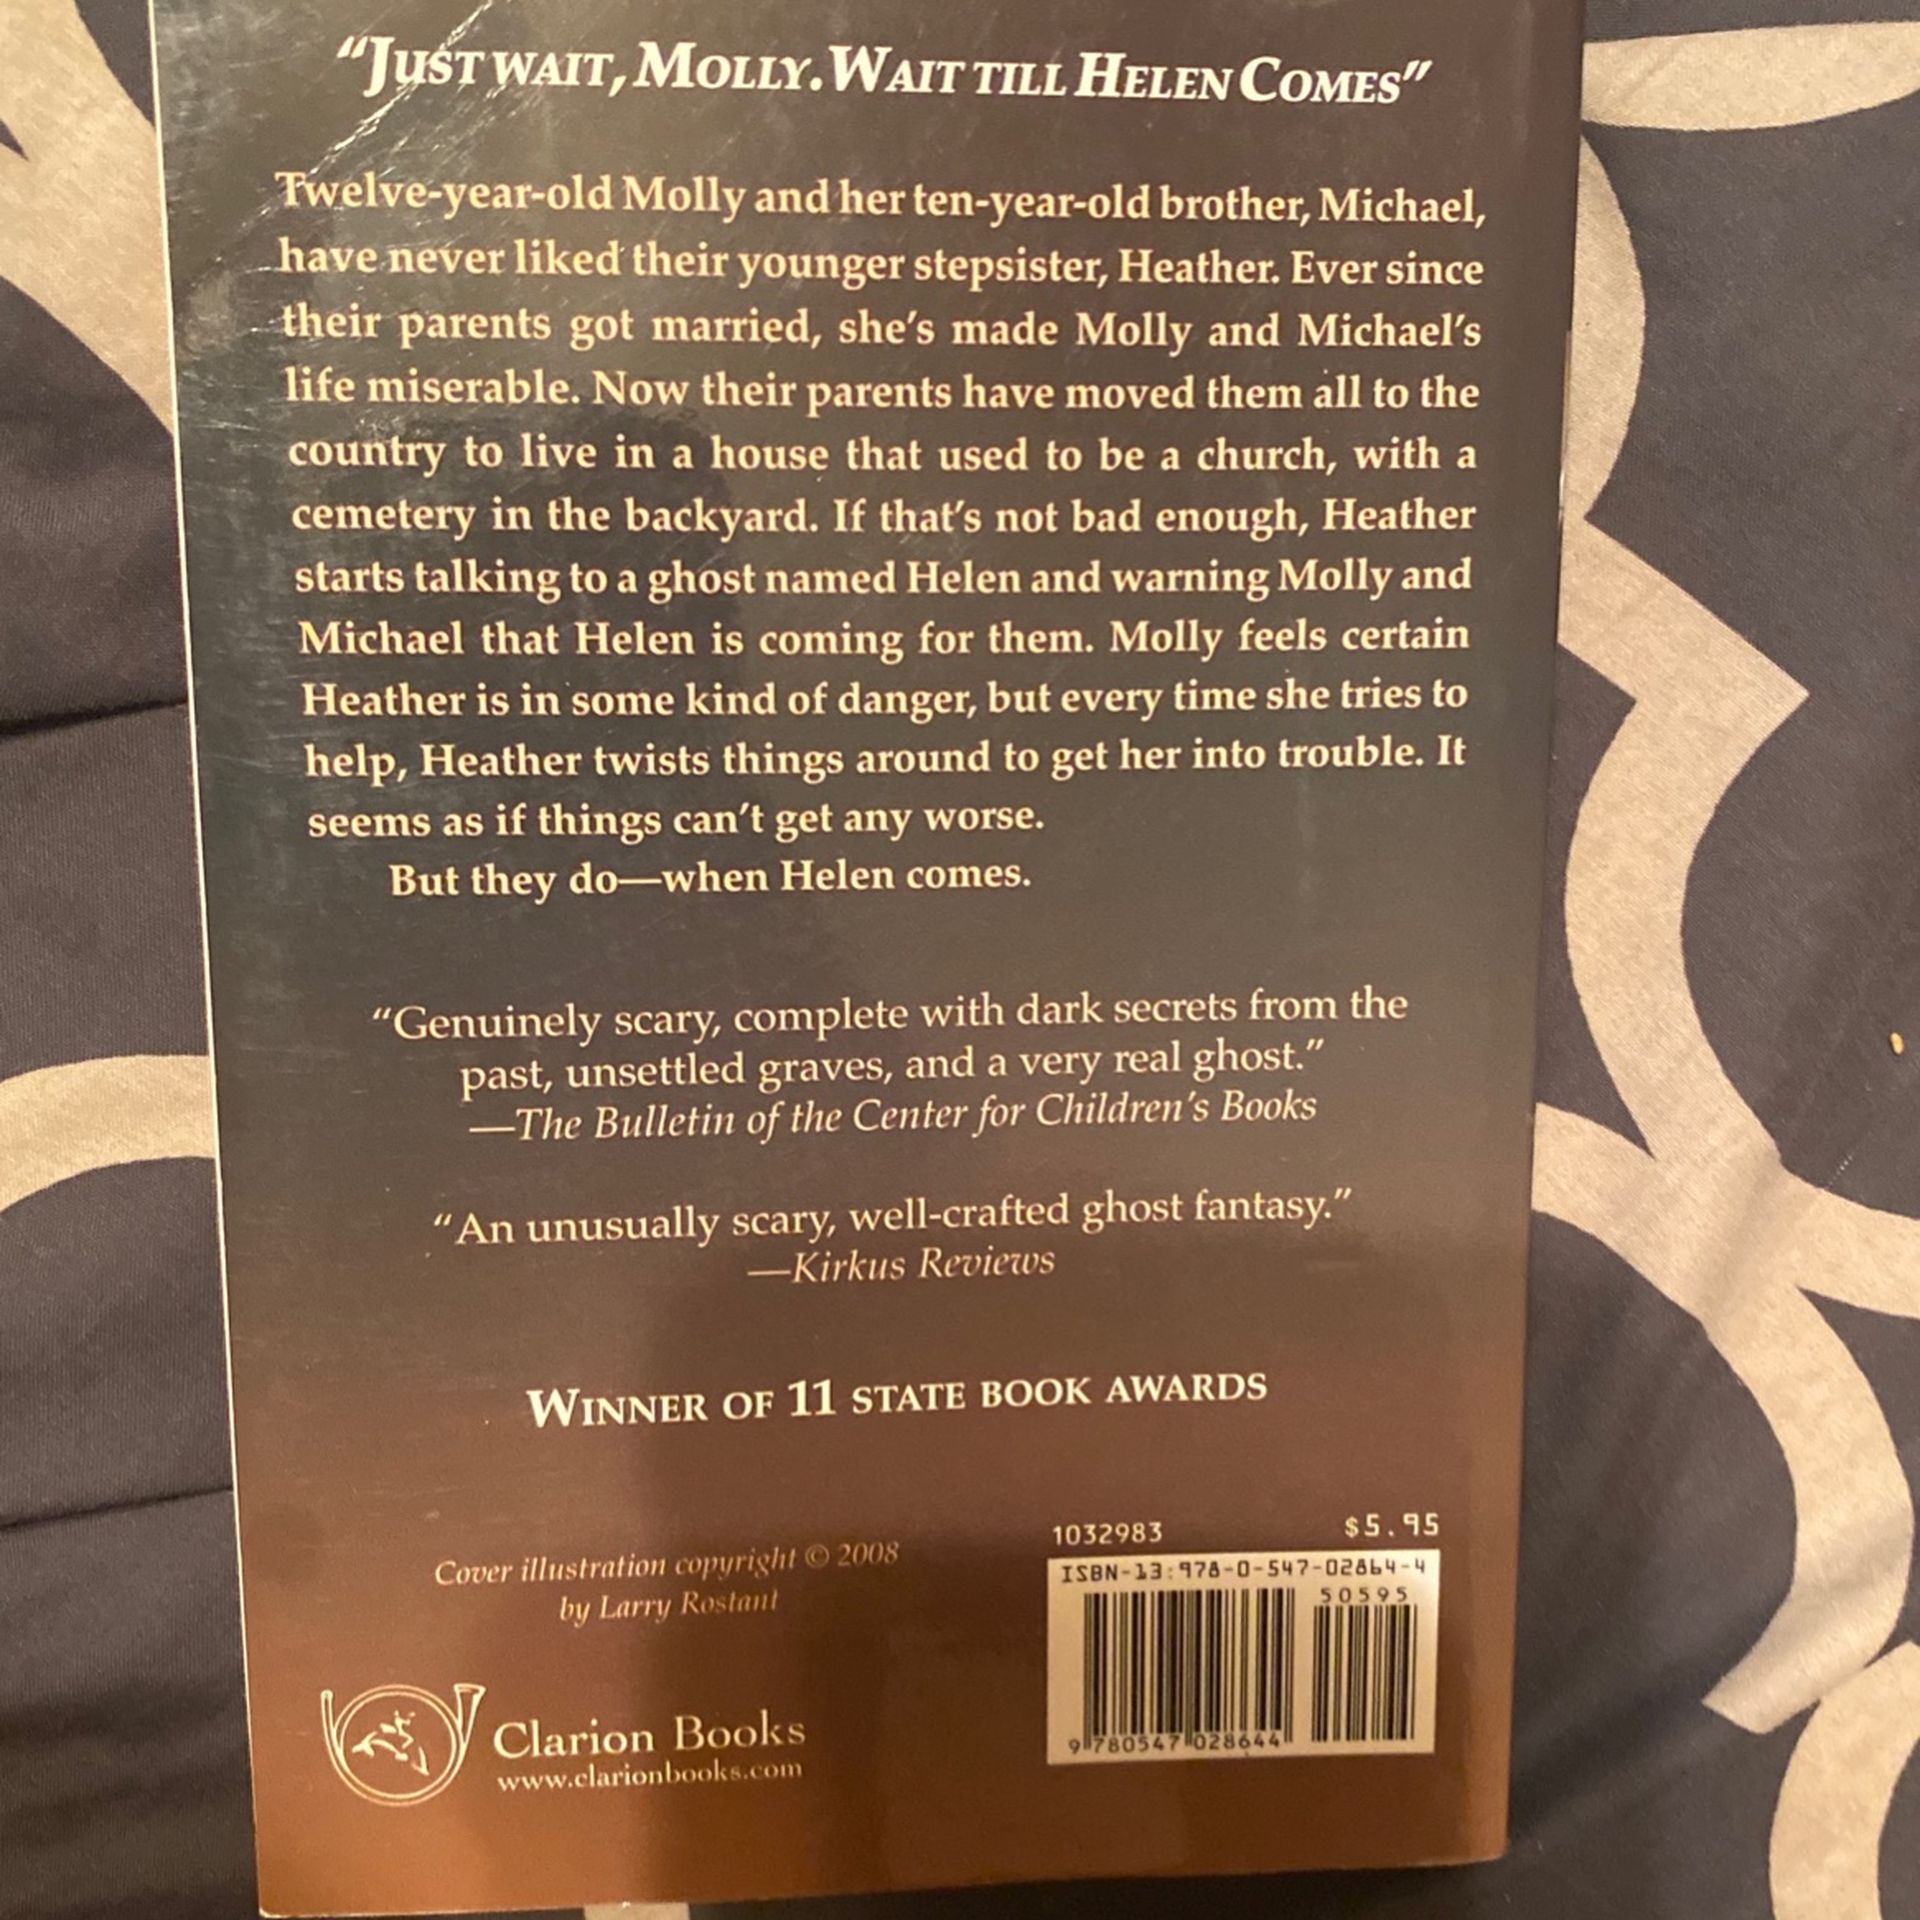 "JUST WAIT, MOLLY. WAIT TILL HELEN COMES"
Twelve-year-old Molly and her ten-year-old brother, Michael,
have never liked their younger stepsister, Heather. Ever since
their parents got married, she's made Molly and Michael's
life miserable. Now their parents have moved them all to the
country to live in a house that used to be a church, with a
cemetery in the backyard. If that's not bad enough, Heather
starts talking to a ghost named Helen and warning Molly and
Michael that Helen is coming for them. Molly feels certain
Heather is in some kind of danger, but every time she tries to
help, Heather twists things around to get her into trouble. It
seems as if things can't get any worse.
But they do—when Helen comes.
"Genuinely scary, complete with dark secrets from the
past, unsettled graves, and a very real ghost."
—The Bulletin of the Center for Children's Books
"An unusually scary, well-crafted ghost fantasy."
—Kirkus Reviews
WINNER OF 11 STATE BOOK AWARDS
Cover illustration copyright © 2008
by Larry Rostant
Clarion Books
www.clarionbooks.com
1032983 $5.95
ISBN-13:978-0-547-02864-4
50595
9 780547 028644